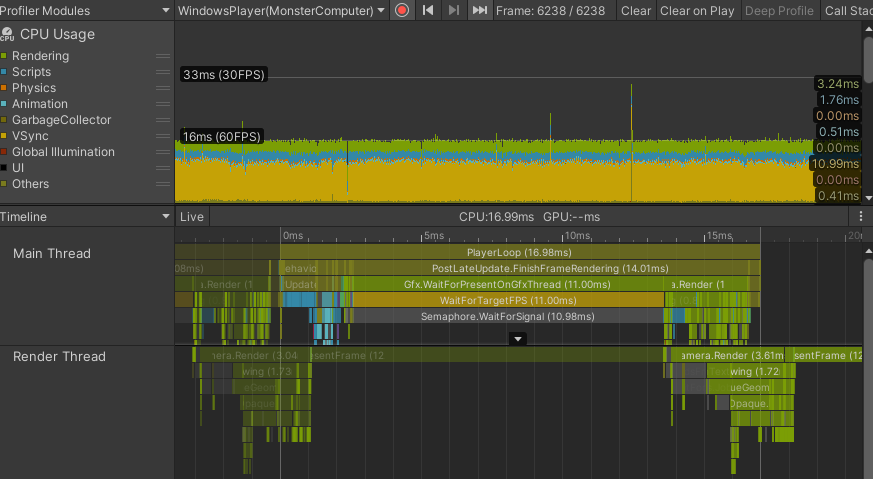 Profiler Modules WindowsPlayer(MonsterComputer) Frame: 6238 / 6238 Clear Clear on Play Deep Profile Call Stac
CPU Usage
CPU
Rendering
Scripts
Physics
Animation
GarbageCollector
VSync
Global Illumination
UI
Others
33ms (30FPS)
16ms (60FPS)
3.24ms
1.76ms
0.00ms
0.51ms
0.00ms
10.99ms
0.00ms
0.41ms
Timeline Live CPU:16.99ms GPU:--ms
0ms 5ms 10ms 15ms 20
Main Thread
PlayerLoop (16.98ms)
08ms) ehavio PostLateUpdate.FinishFrameRendering (14.01ms)
a.Render (1 Update Gfx.WaitForPresentOnGfxThread (11.00ms) a.Render (1
WaitForTargetFPS (11.00ms)
Semaphore.WaitForSignal (10.98ms)
Render Thread
nera.Render (3.04 esentFrame (12 amera.Render (3.61m sentFrame (12
wing (1.73 wing (1.72
ueGeom ueGeom
Opaque. Opaque.